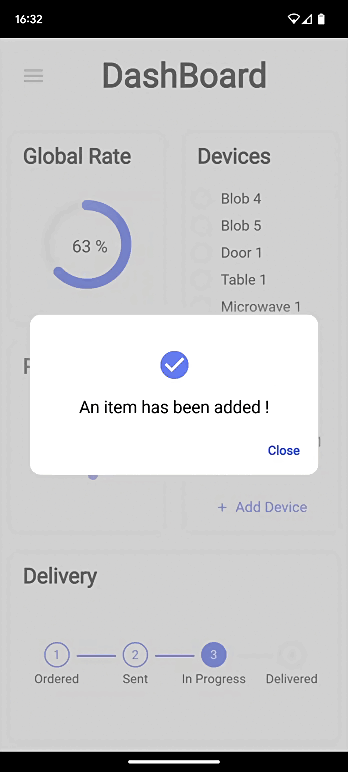 16:32
DashBoard
Global Rate
63 %
Devices
Blob 4
Blob 5
Door 1
Table 1
Microwave 1
An item has been added !
Close
+ Add Device
Delivery
1
2
3
4
Ordered
Sent
In Progress
Delivered